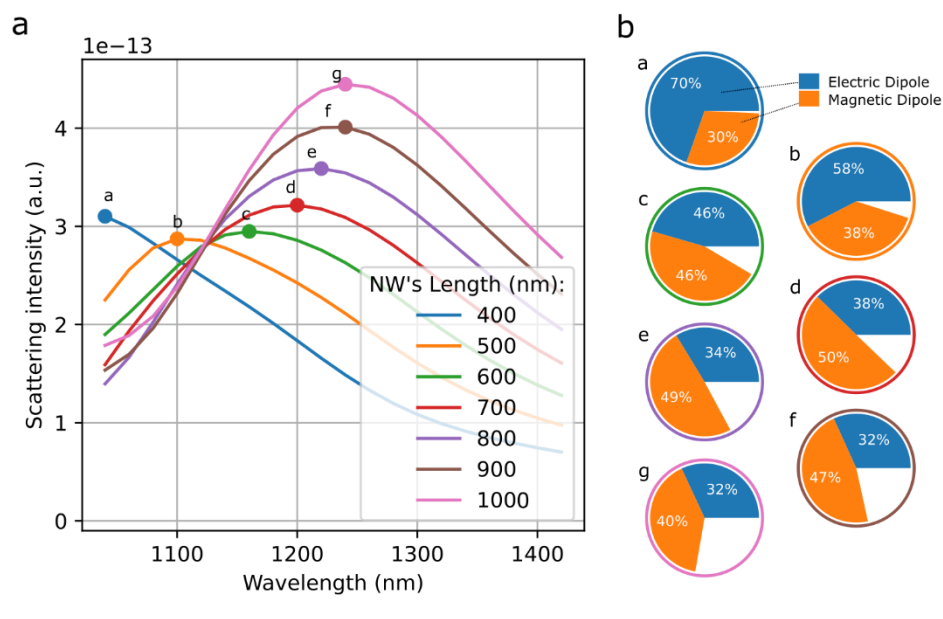 a
1e−13
Scattering intensity (a.u.)
4
3
2
1
0
a
b
c
d
e
f
g
NW's Length (nm):
400
500
600
700
800
900
1000
1100
1200
1300
1400
Wavelength (nm)
b
a
70%
30%
Electric Dipole
Magnetic Dipole
b
58%
38%
c
46%
46%
d
38%
50%
e
34%
49%
f
32%
47%
g
32%
40%